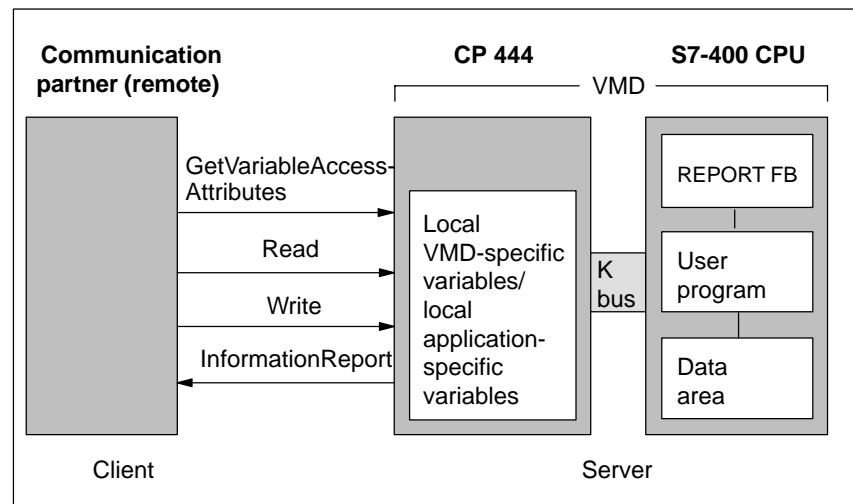 Communication
partner (remote)
CP 444
S7-400 CPU
VMD
GetVariableAccess-
Attributes
Read
Write
InformationReport
Local
VMD-specific
variables/
local
application-
specific
variables
K
bus
REPORT FB
User
program
Data
area
Client
Server